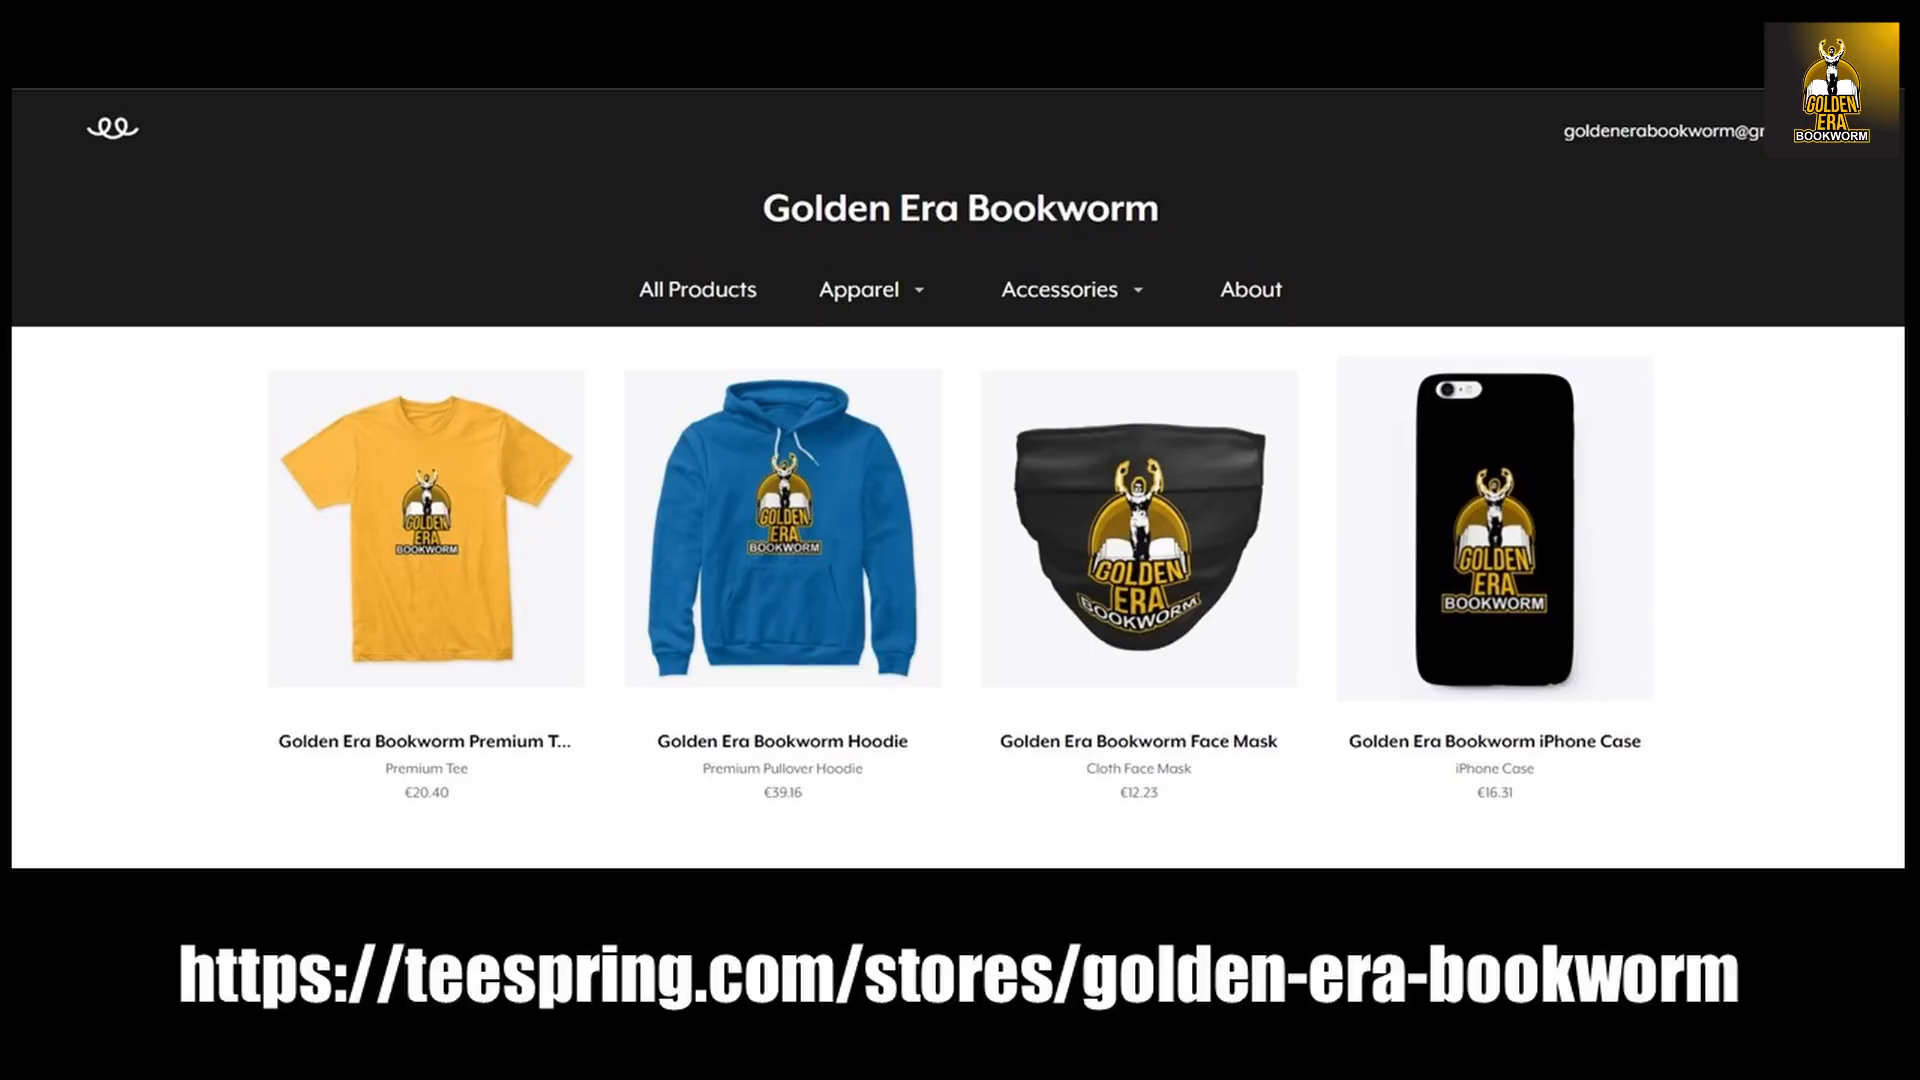 goldenerabookworm@gr
GOLDEN
ERA
BOOKWORM
Golden Era Bookworm
All Products
Apparel
Accessories
About
GOLDEN
ERA
BOOKWORM
GOLDEN
ERA
BOOKWORM
GOLDEN
ERA
BOOKWORM
GOLDEN
ERA
BOOKWORM
Golden Era Bookworm Premium T...
Premium Tee
€20.40
Golden Era Bookworm Hoodie
Premium Pullover Hoodie
€39.16
Golden Era Bookworm Face Mask
Cloth Face Mask
€12.23
Golden Era Bookworm iPhone Case
iPhone Case
€16.31
https://teespring.com/stores/golden-era-bookworm